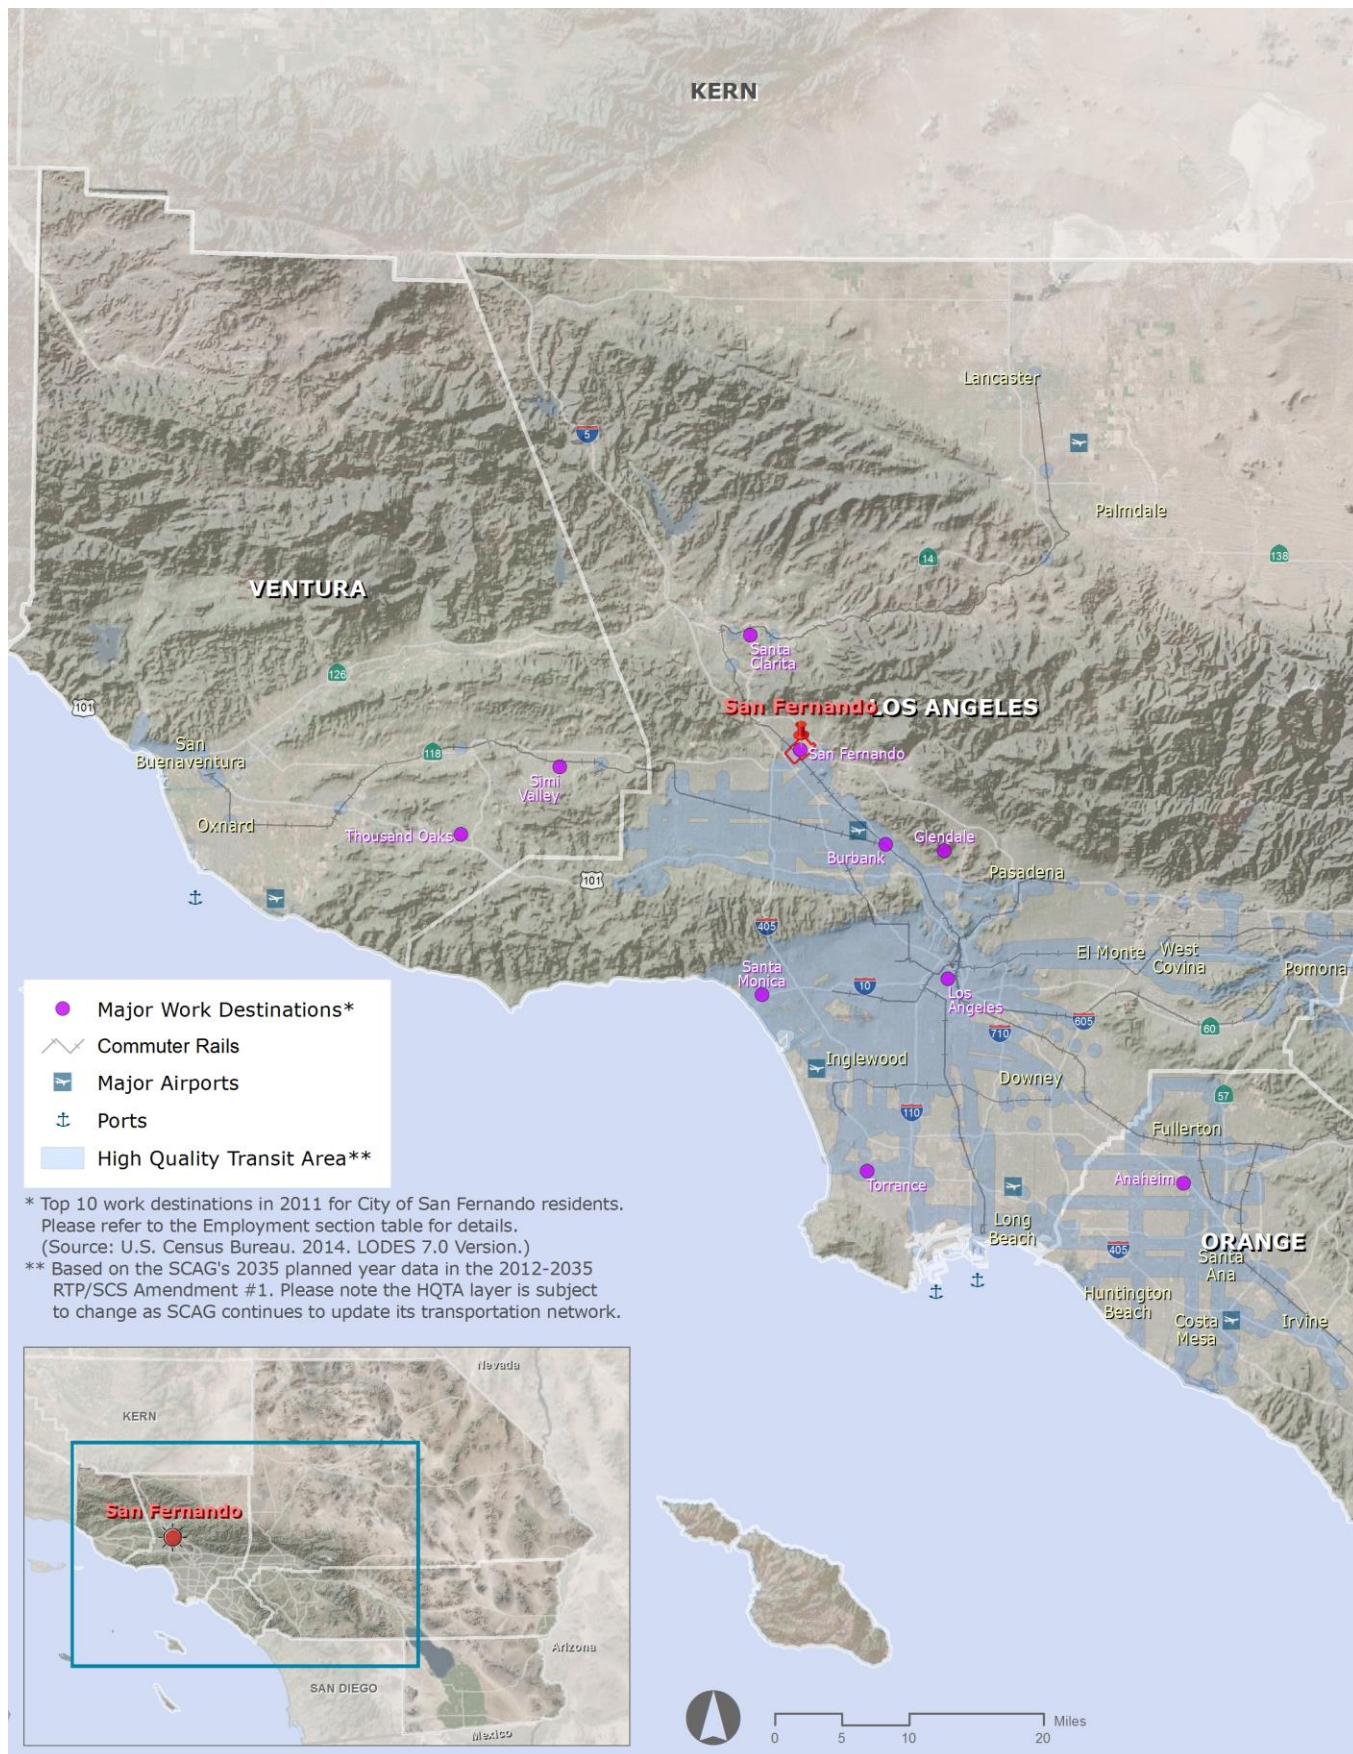 KERN
Lancaster
5
Palmdale
14
138
VENTURA
Santa
Clarita
126
101
San Fernando
LOS ANGELES
San
Buenaventura
118
San Fernando
Simi
Valley
Oxnard
Thousand Oaks
Glendale
Burbank
Pasadena
101
405
El Monte
West
Covina
Santa
Monica
Pomona
10
Los
Angeles
605
60
710
Inglewood
Downey
57
110
Fullerton
Torrance
Anaheim
Long
Beach
405
ORANGE
Santa
Ana
Huntington
Beach
Costa
Mesa
Irvine
Major Work Destinations*
Commuter Rails
Major Airports
Ports
High Quality Transit Area**
* Top 10 work destinations in 2011 for City of San Fernando residents.
Please refer to the Employment section table for details.
(Source: U.S. Census Bureau. 2014. LODES 7.0 Version.)
** Based on the SCAG's 2035 planned year data in the 2012-2035
RTP/SCS Amendment #1. Please note the HQTA layer is subject
to change as SCAG continues to update its transportation network.
Nevada
KERN
San Fernando
Arizona
SAN DIEGO
Mexico
Miles
0 5 10 20